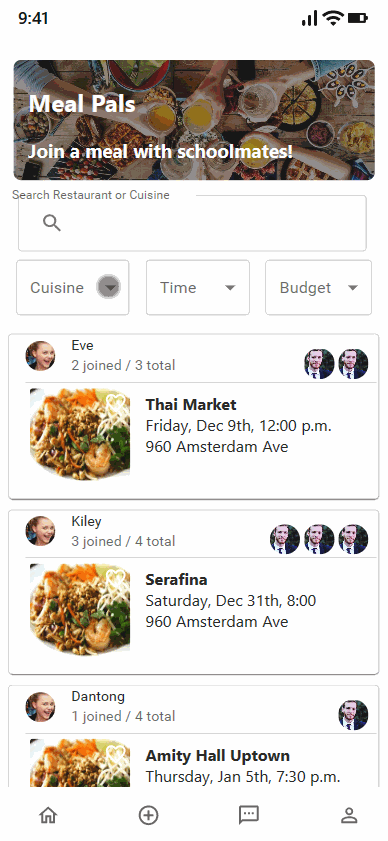 9:41
Meal Pals
Join a meal with schoolmates!
Search Restaurant or Cuisine
Cuisine
Time
Budget
Eve
2 joined / 3 total
Thai Market
Friday, Dec 9th, 12:00 p.m.
960 Amsterdam Ave
Kiley
3 joined / 4 total
Serafina
Saturday, Dec 31th, 8:00
960 Amsterdam Ave
Dantong
1 joined / 4 total
Amity Hall Uptown
Thursday, Jan 5th, 7:30 p.m.